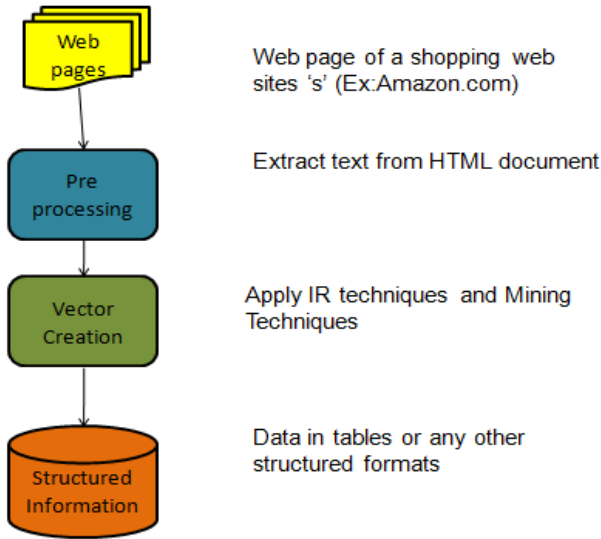 Web
pages
Web page of a shopping web
sites ‘s’ (Ex:Amazon.com)
Pre
processing
Extract text from HTML document
Vector
Creation
Apply IR techniques and Mining
Techniques
Structured
Information
Data in tables or any other
structured formats